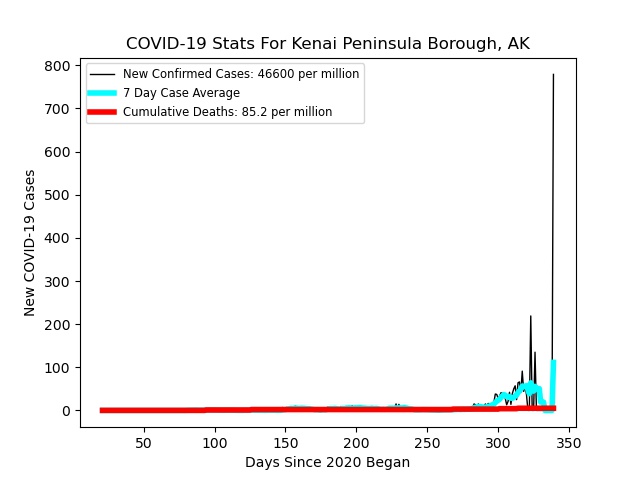 COVID-19 Stats For Kenai Peninsula Borough, AK
New Confirmed Cases: 46600 per million
7 Day Case Average
Cumulative Deaths: 85.2 per million
New COVID-19 Cases
800
700
600
500
400
300
200
100
0
50 100 150 200 250 300 350
Days Since 2020 Began